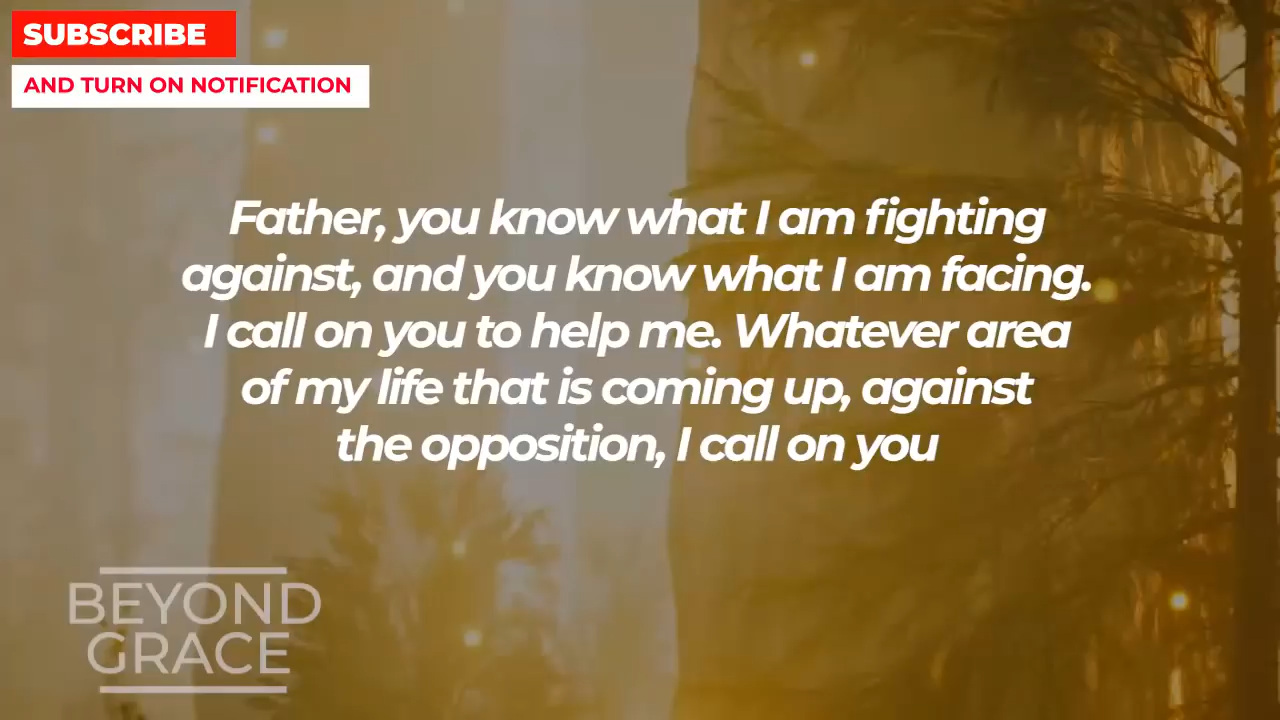 SUBSCRIBE
AND TURN ON NOTIFICATION
Father, you know what I am fighting
against, and you know what I am facing.
I call on you to help me. Whatever area
of my life that is coming up, against
the opposition, I call on you
BEYOND
GRACE